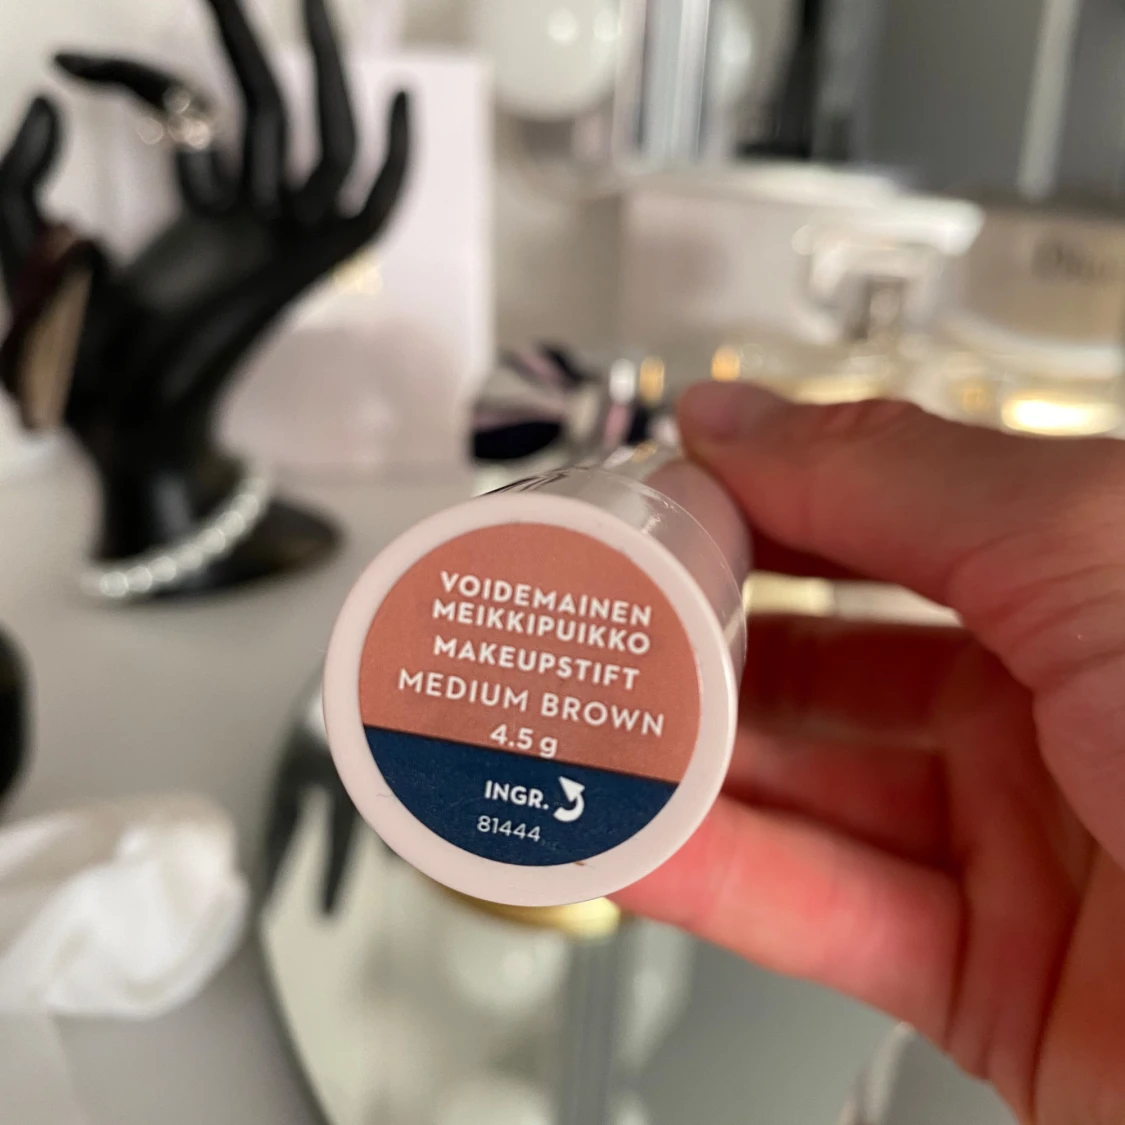 VOIDEMAINEN
MEIKKIPUIKKO
MAKEUPSTIFT
MEDIUM BROWN
4.5 g
INGR.
81444